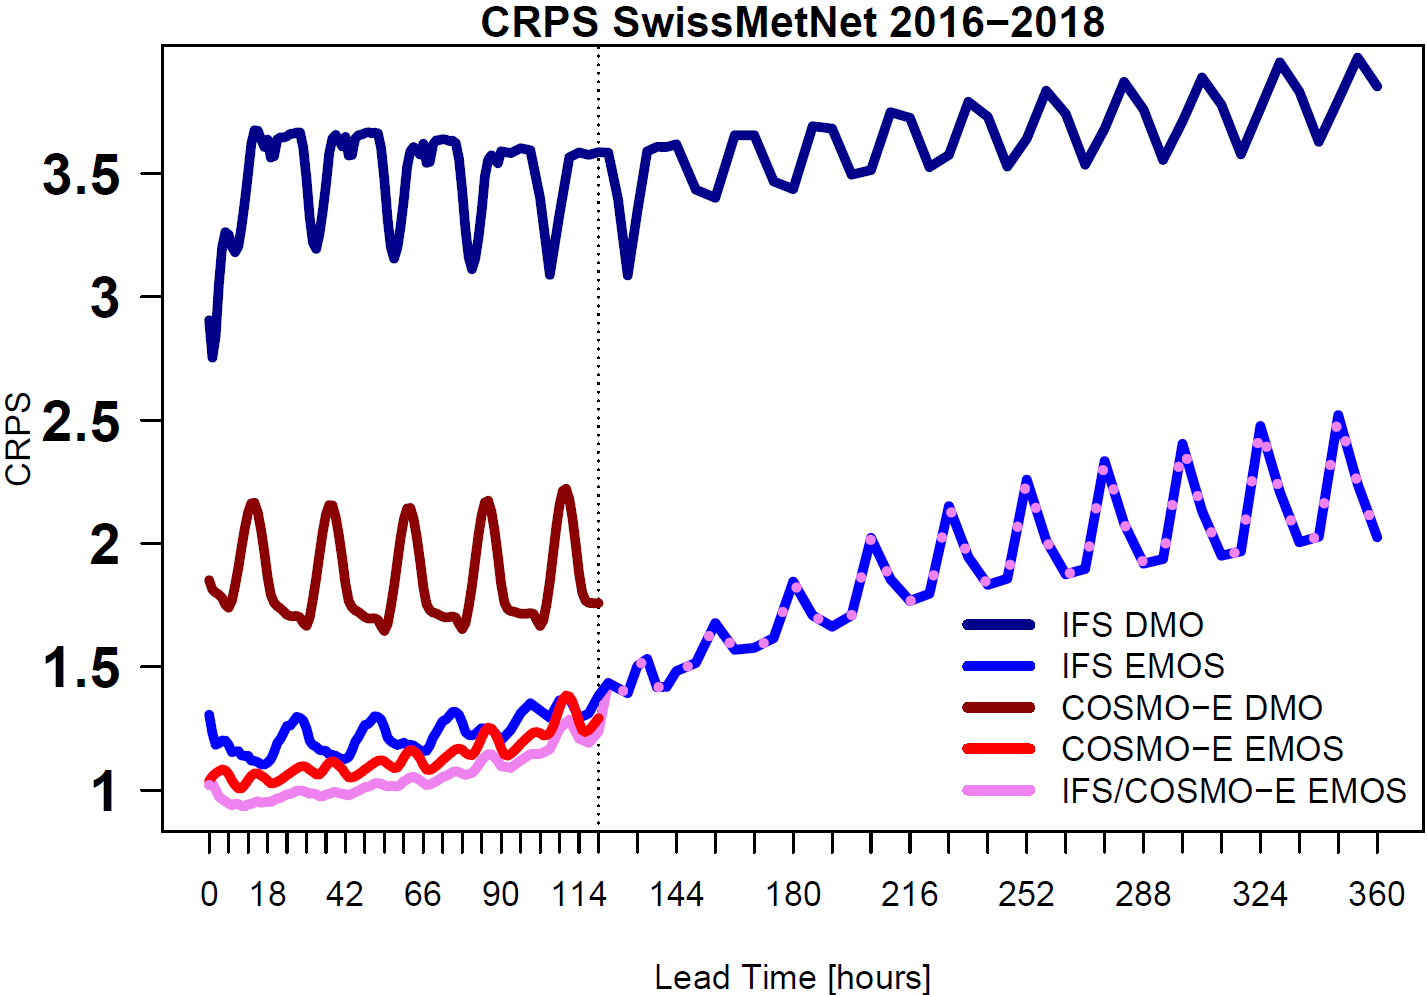 CRPS SwissMetNet 2016−2018
3.5
3
2.5
2
1.5
1
CRPS
IFS DMO
IFS EMOS
COSMO−E DMO
COSMO−E EMOS
IFS/COSMO−E EMOS
0 18 42 66 90 114 144 180 216 252 288 324 360
Lead Time [hours]